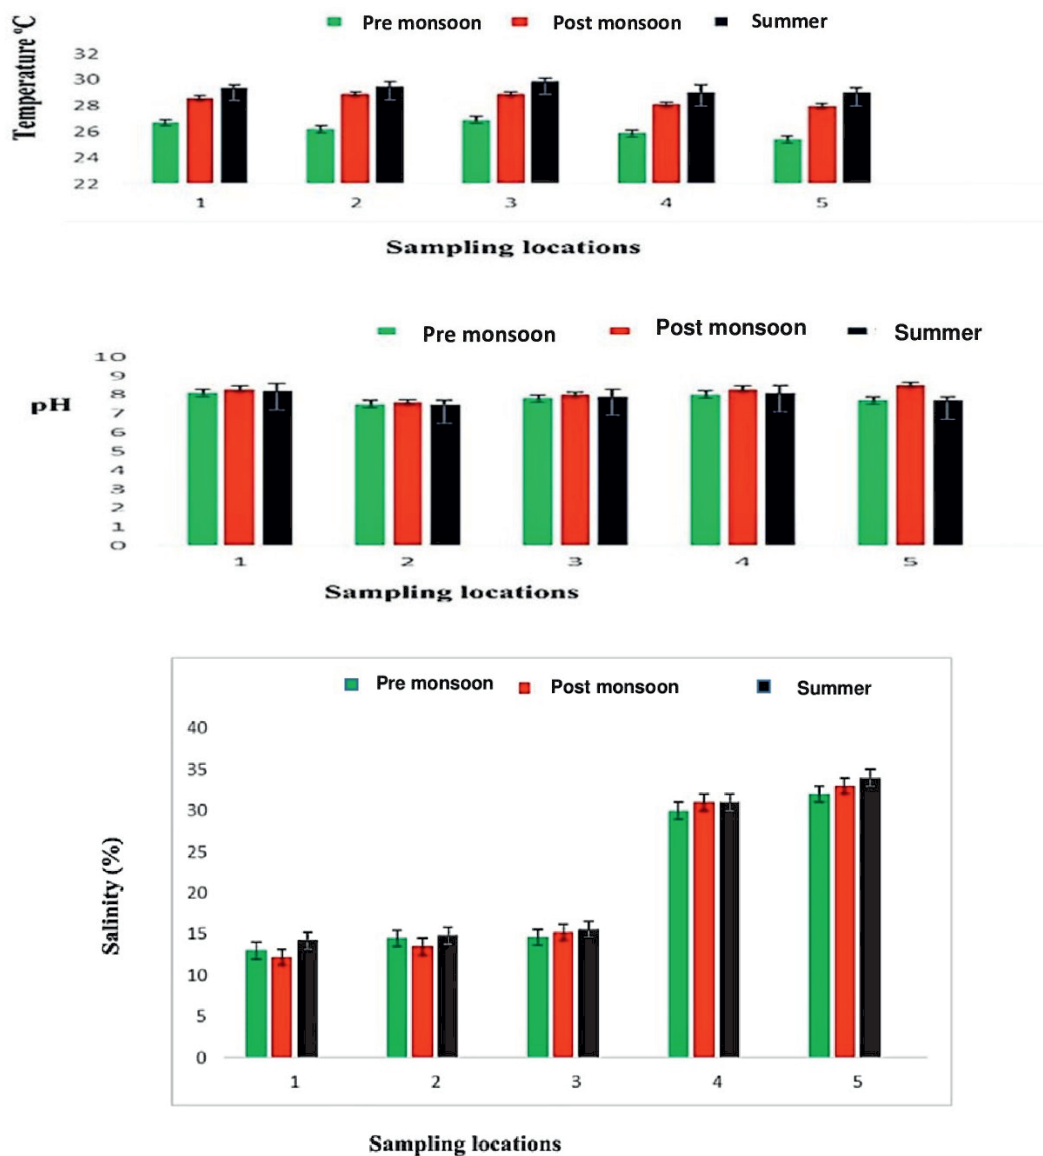 Pre monsoon Post monsoon Summer
Temperature ºC
32
30
28
26
24
22
1 2 3 4 5
Sampling locations
Pre monsoon Post monsoon Summer
pH
10
9
8
7
6
5
4
3
2
1
0
1 2 3 4 5
Sampling locations
Pre monsoon Post monsoon Summer
Salinity (%)
40
35
30
25
20
15
10
5
0
1 2 3 4 5
Sampling locations